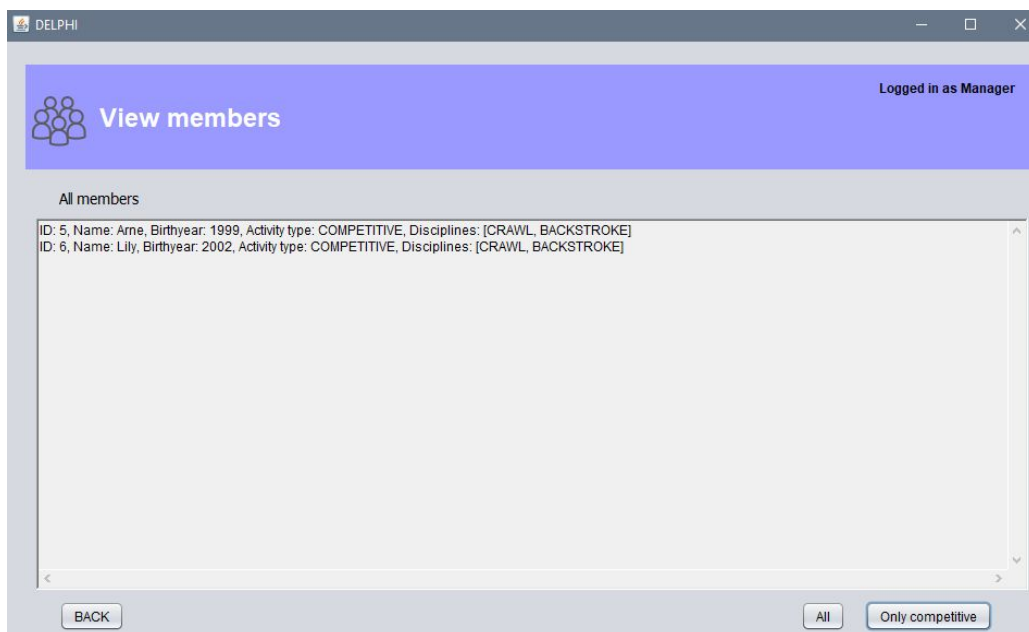 DELPHI
Logged in as Manager
View members
All members
ID: 5, Name: Arne, Birthyear: 1999, Activity type: COMPETITIVE, Disciplines: [CRAWL, BACKSTROKE]
ID: 6, Name: Lily, Birthyear: 2002, Activity type: COMPETITIVE, Disciplines: [CRAWL, BACKSTROKE]
BACK
All
Only competitive